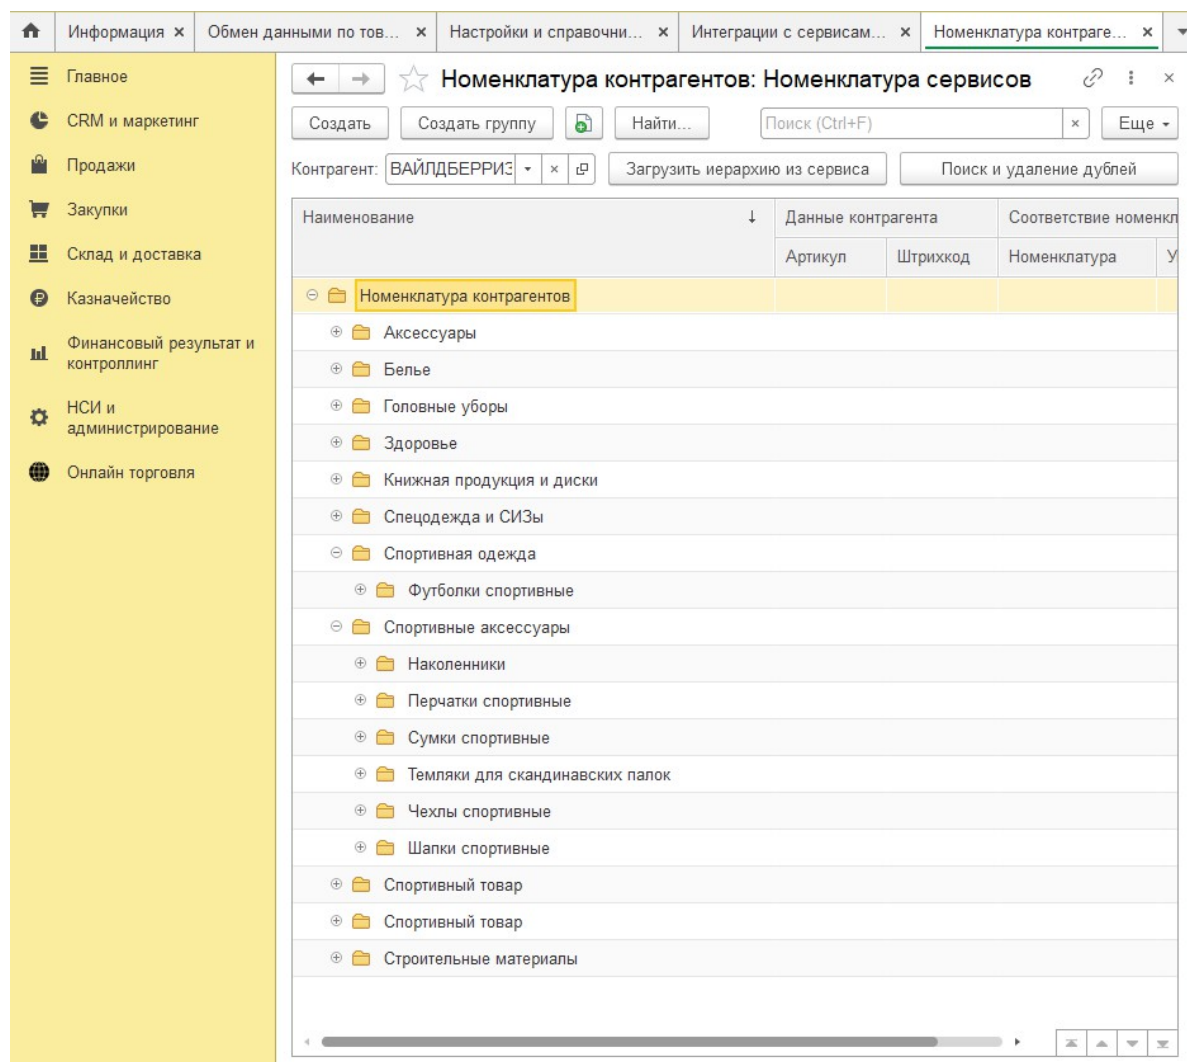 Информация
Обмен данными по тов...
Настройки и справочни...
Интеграции с сервисам...
Номенклатура контраге...
Главное
CRM и маркетинг
Продажи
Закупки
Склад и доставка
Казначейство
Финансовый результат и
контроллинг
НСИ и
администрирование
Онлайн торговля
Номенклатура контрагентов: Номенклатура сервисов
Создать
Создать группу
Найти...
Поиск (Ctrl+F)
Еще
Контрагент:
ВАЙЛДБЕРРИЗ
Загрузить иерархию из сервиса
Поиск и удаление дублей
Наименование
Данные контрагента
Соответствие номенкл
Артикул
Штрихкод
Номенклатура
У
Номенклатура контрагентов
Аксессуары
Белье
Головные уборы
Здоровье
Книжная продукция и диски
Спецодежда и СИЗы
Спортивная одежда
Футболки спортивные
Спортивные аксессуары
Наколенники
Перчатки спортивные
Сумки спортивные
Темляки для скандинавских палок
Чехлы спортивные
Шапки спортивные
Спортивный товар
Спортивный товар
Строительные материалы